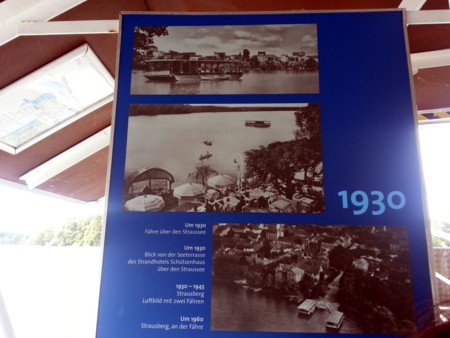 1930
Um 1930
Fähre über den Straussee
Um 1930
Blick von der Seeterrasse
des Strandhotels Schützenhaus
über den Straussee
1930 – 1945
Strausberg
Luftbild mit zwei Fähren
Um 1960
Strausberg, an der Fähre